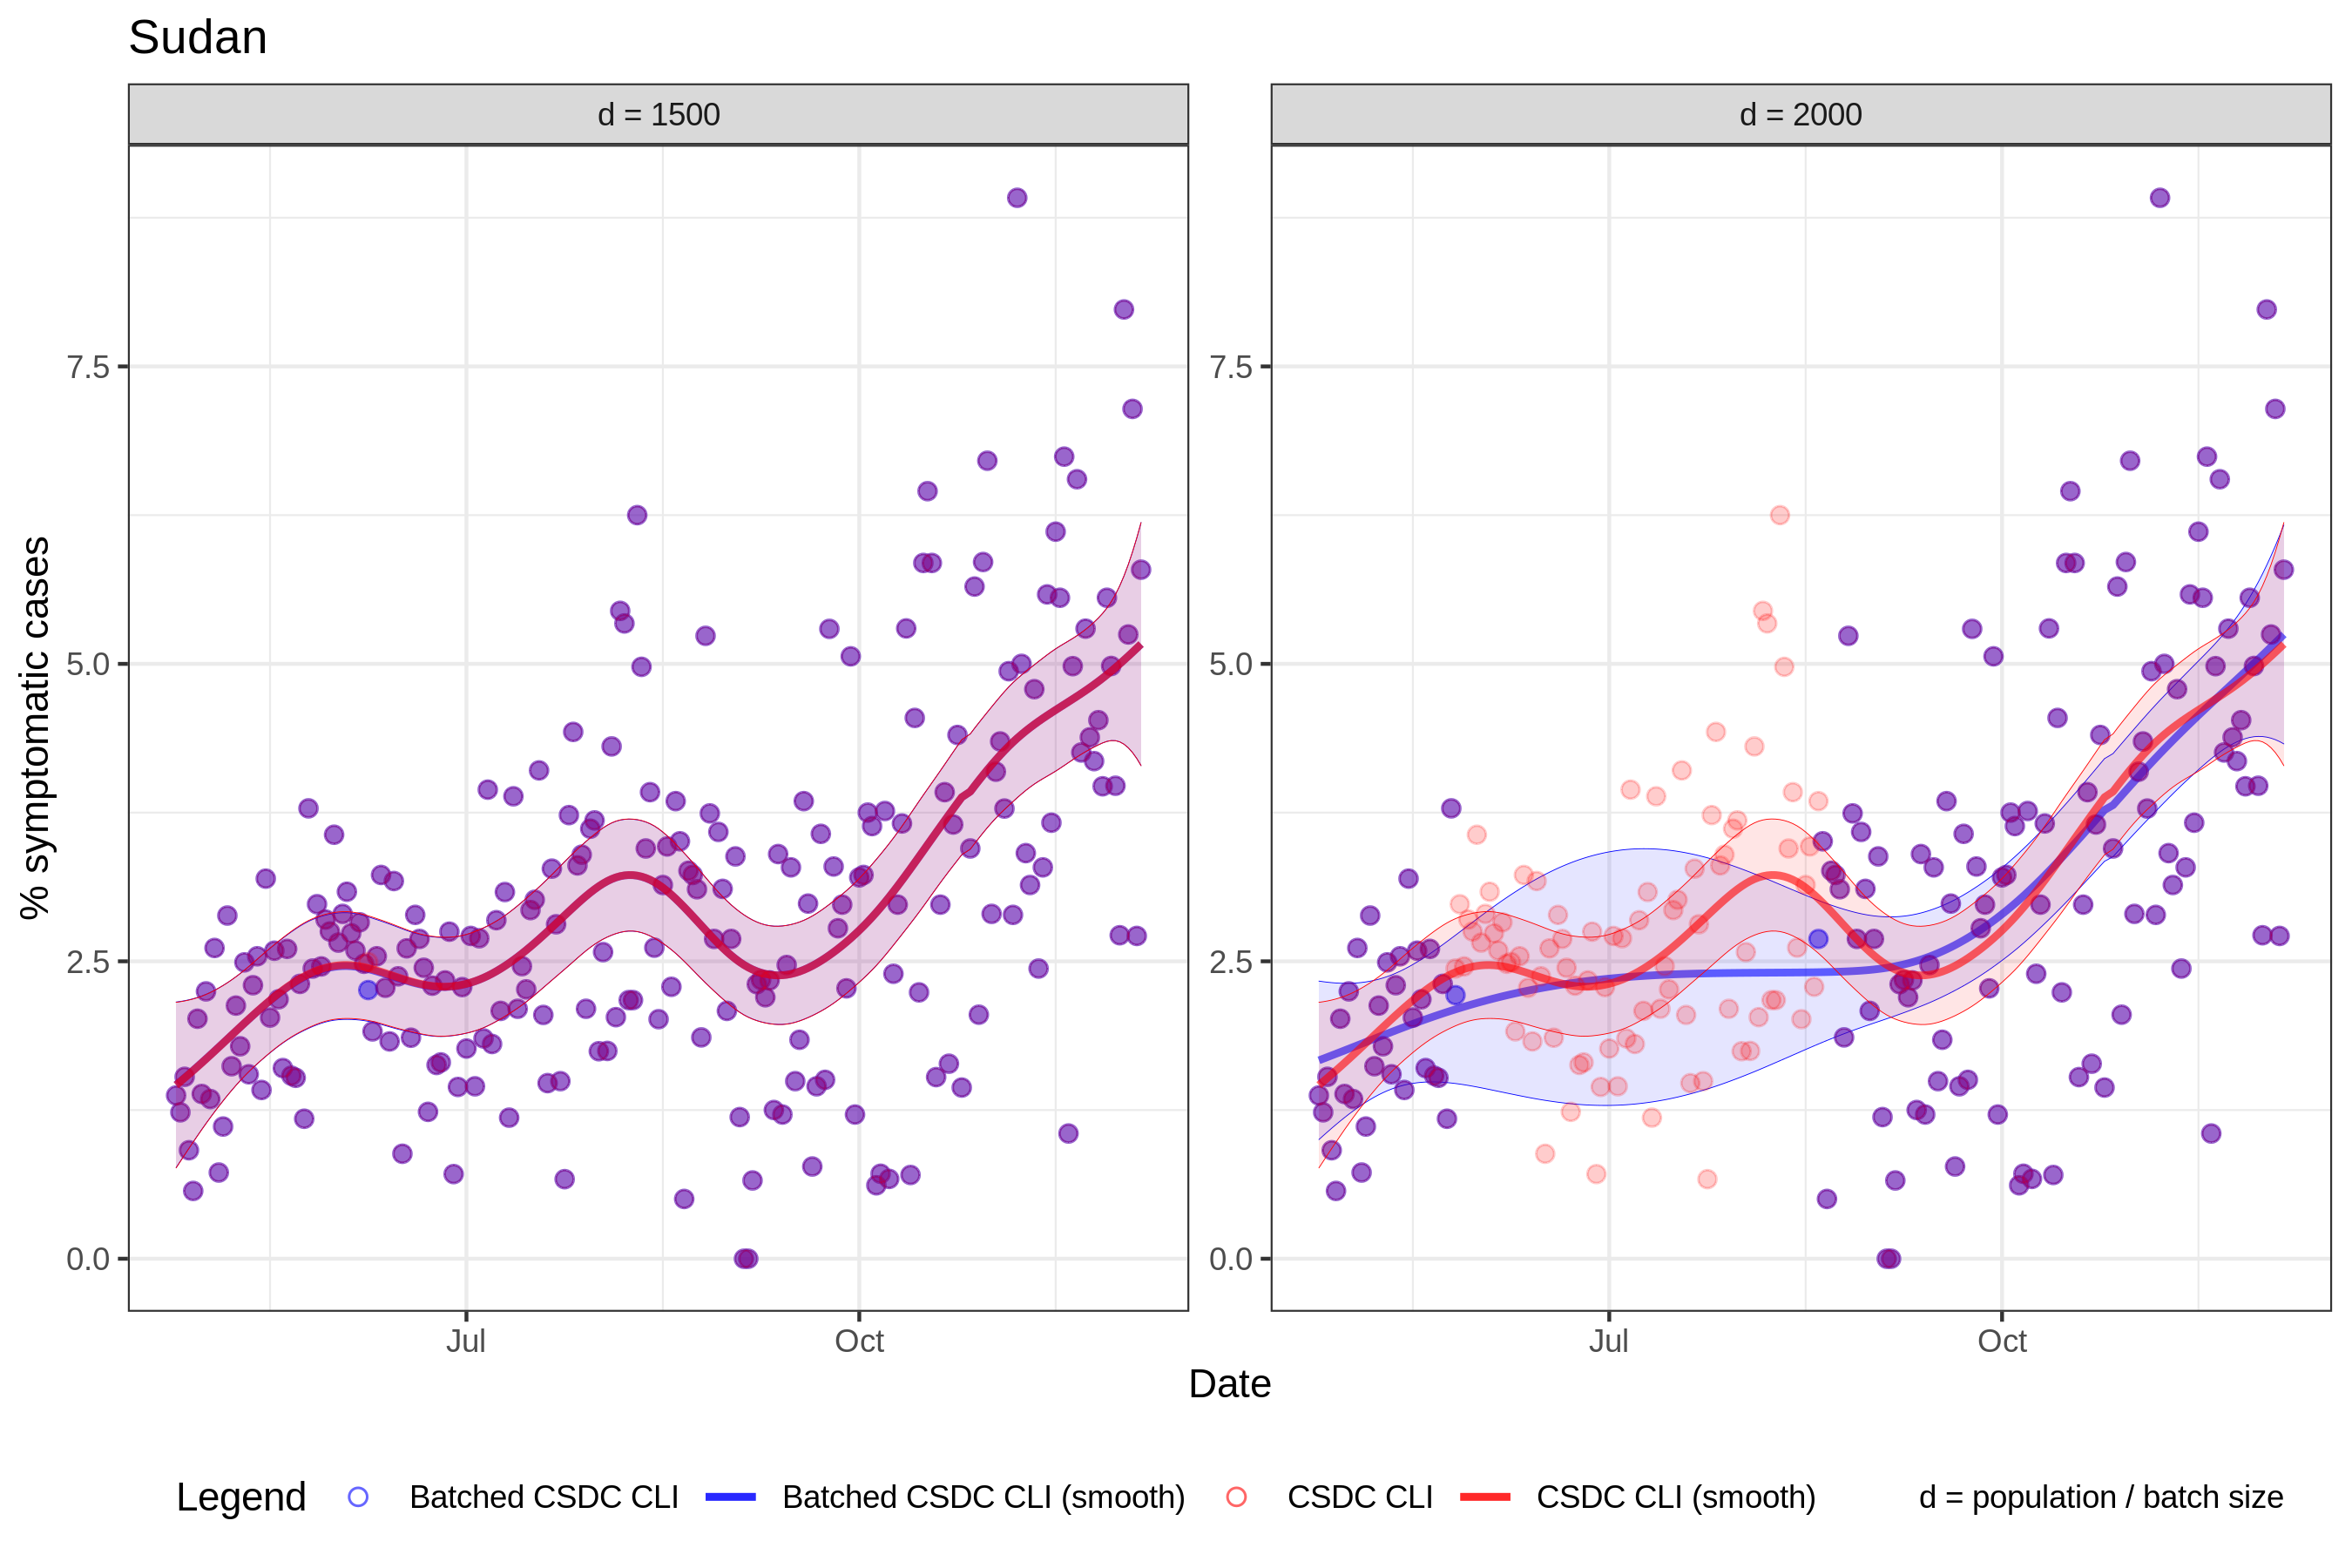 Sudan
d = 1500
d = 2000
% symptomatic cases
7.5
5.0
2.5
0.0
7.5
5.0
2.5
0.0
Jul
Oct
Jul
Oct
Date
Legend
Batched CSDC CLI
Batched CSDC CLI (smooth)
CSDC CLI
CSDC CLI (smooth)
d = population / batch size